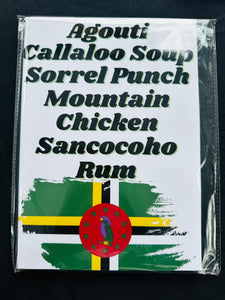 Agouti
Callaloo Soup
Sorrel Punch
Mountain
Chicken
Sancocoho
Rum